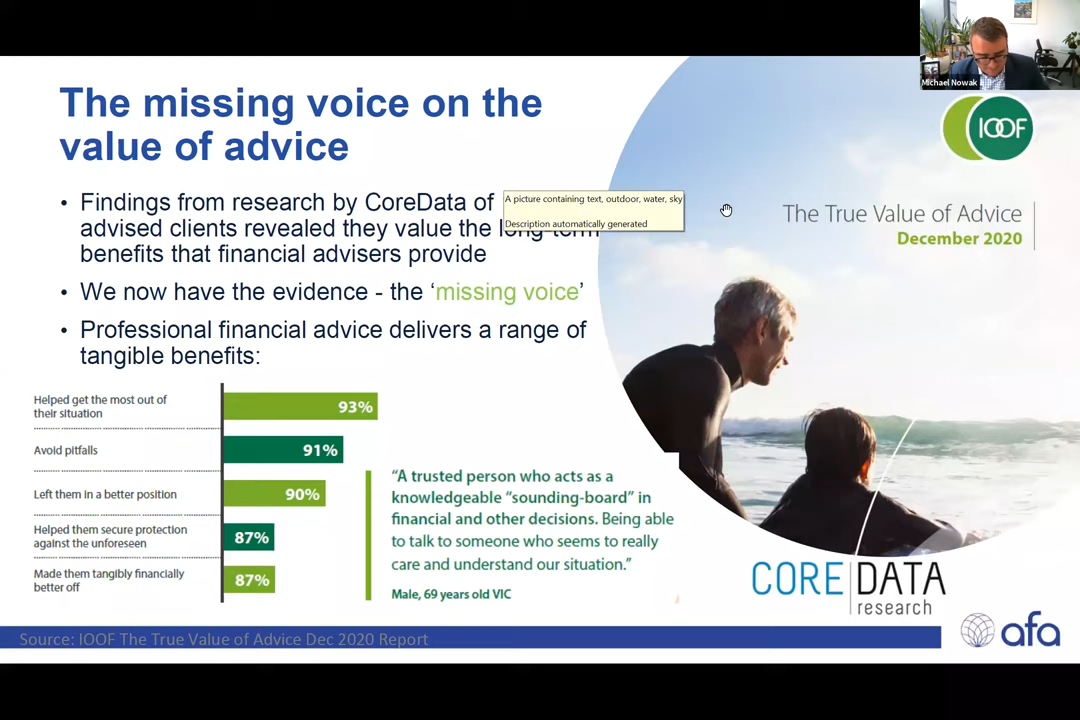 Michael Nowak
The missing voice on the
value of advice
IOOF
• Findings from research by CoreData of
advised clients revealed they value the long-term
benefits that financial advisers provide
A picture containing text, outdoor, water, sky
Description automatically generated
The True Value of Advice
December 2020
• We now have the evidence - the ‘missing voice’
• Professional financial advice delivers a range of
tangible benefits:
Helped get the most out of
their situation
93%
Avoid pitfalls
91%
Left them in a better position
90%
Helped them secure protection
against the unforeseen
87%
Made them tangibly financially
better off
87%
“A trusted person who acts as a
knowledgeable “sounding-board” in
financial and other decisions. Being able
to talk to someone who seems to really
care and understand our situation.”
Male, 69 years old VIC
COREDATA
research
Source: IOOF The True Value of Advice Dec 2020 Report
afa